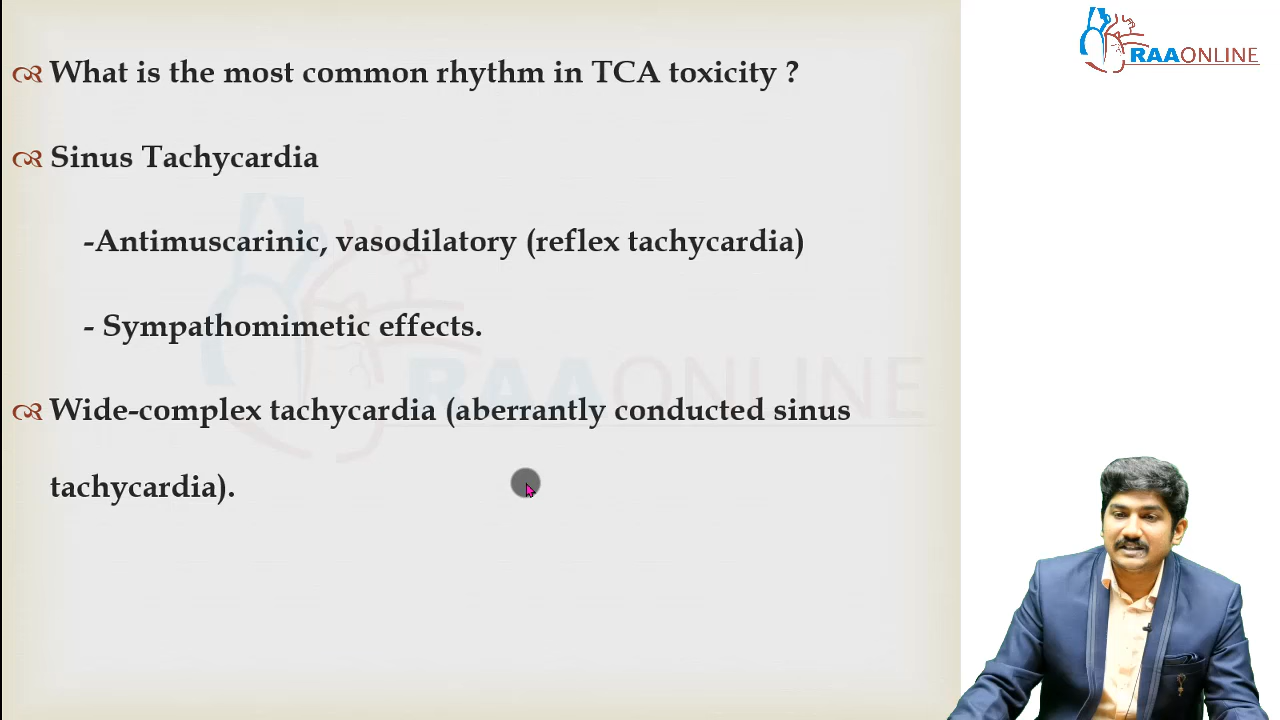 RAAONLINE
What is the most common rhythm in TCA toxicity ?
Sinus Tachycardia
-Antimuscarinic, vasodilatory (reflex tachycardia)
- Sympathomimetic effects.
RAAONLINE
Wide-complex tachycardia (aberrantly conducted sinus
tachycardia).